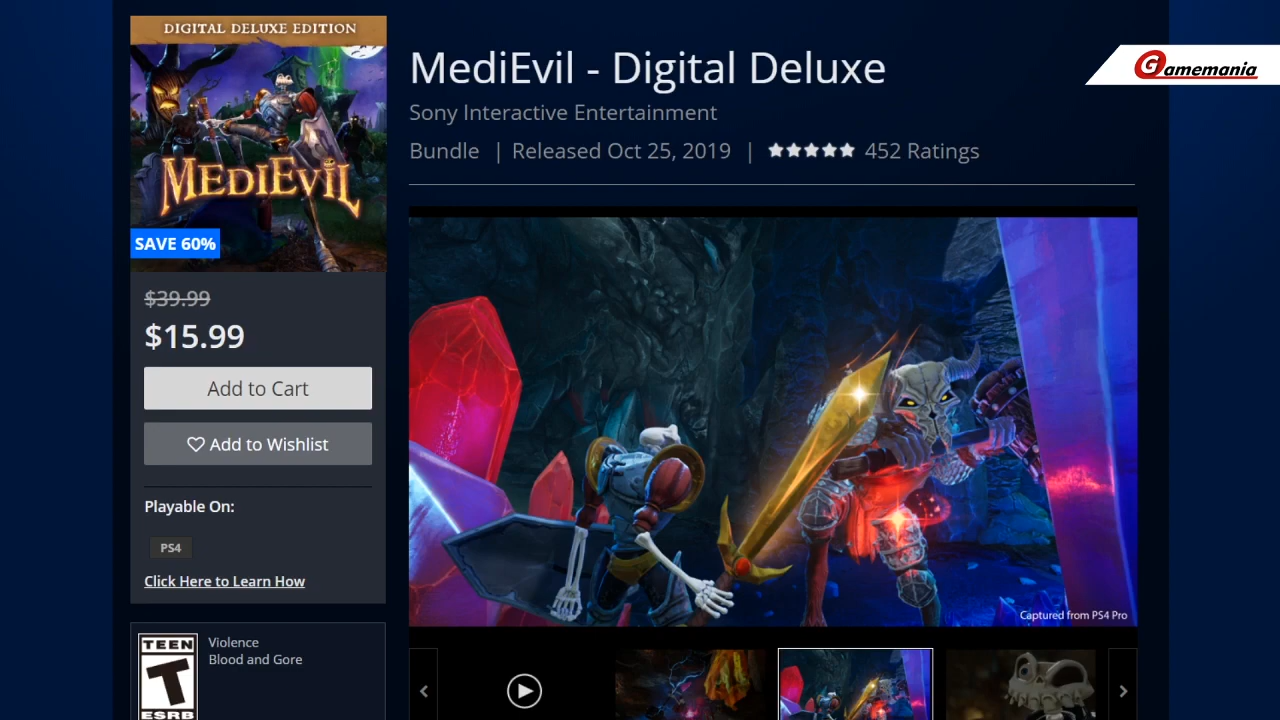 DIGITAL DELUXE EDITION
MEDIEVIL
SAVE 60%
$39.99
$15.99
Add to Cart
Add to Wishlist
Playable On:
PS4
Click Here to Learn How
TEEN
T
ESRB
Violence
Blood and Gore
MediEvil - Digital Deluxe
Sony Interactive Entertainment
Bundle | Released Oct 25, 2019 | 452 Ratings
Gamemania
Captured from PS4 Pro